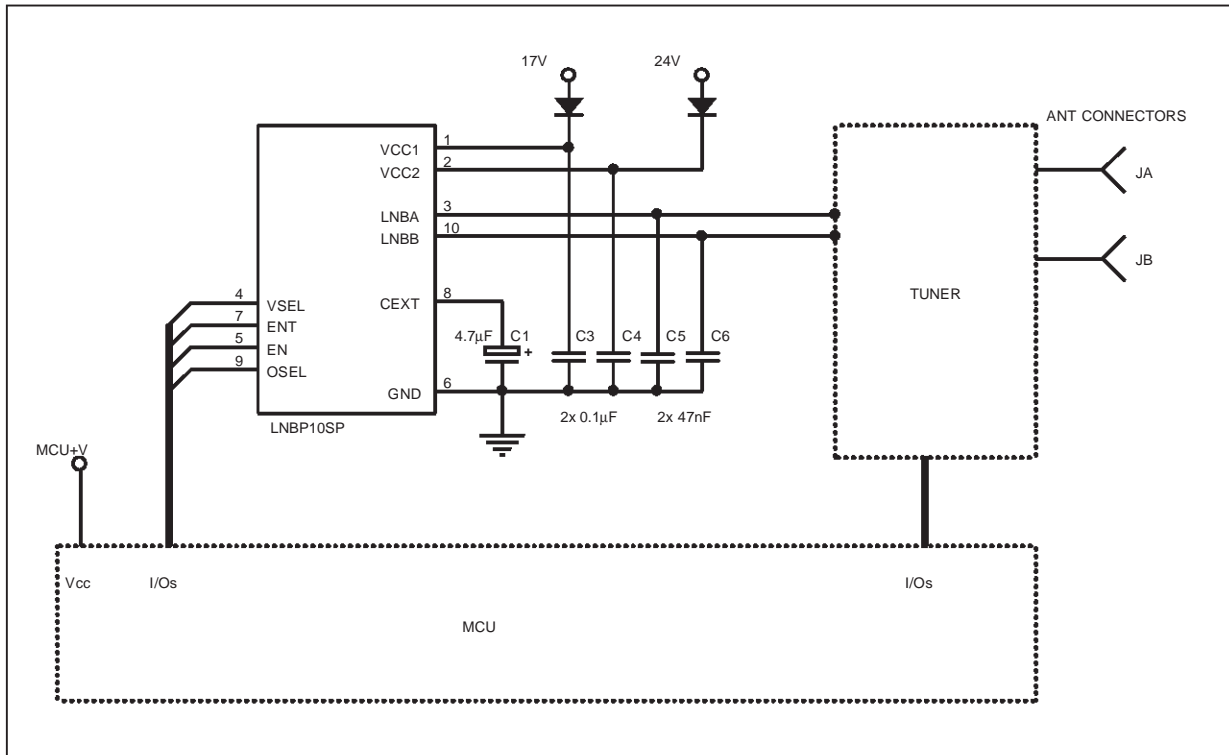 17V
24V
ANT CONNECTORS
VCC1
1
VCC2
2
LNBA
3
LNBB
10
JA
JB
TUNER
4
VSEL
7
ENT
5
EN
9
OSEL
CEXT
8
4.7µF
C1
+
C3
C4
C5
C6
GND
6
2x 0.1µF
2x 47nF
LNBP10SP
MCU+V
Vcc
I/Os
I/Os
MCU